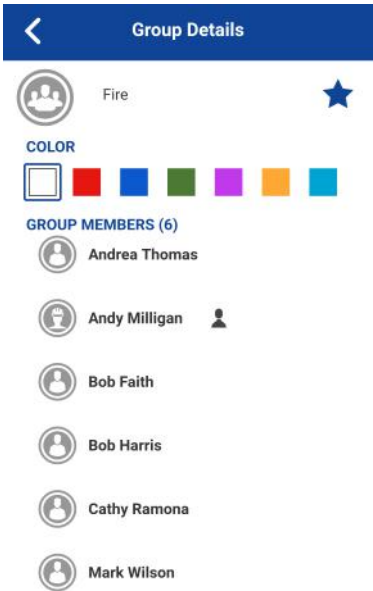 Group Details
Fire
COLOR
GROUP MEMBERS (6)
Andrea Thomas
Andy Milligan
Bob Faith
Bob Harris
Cathy Ramona
Mark Wilson